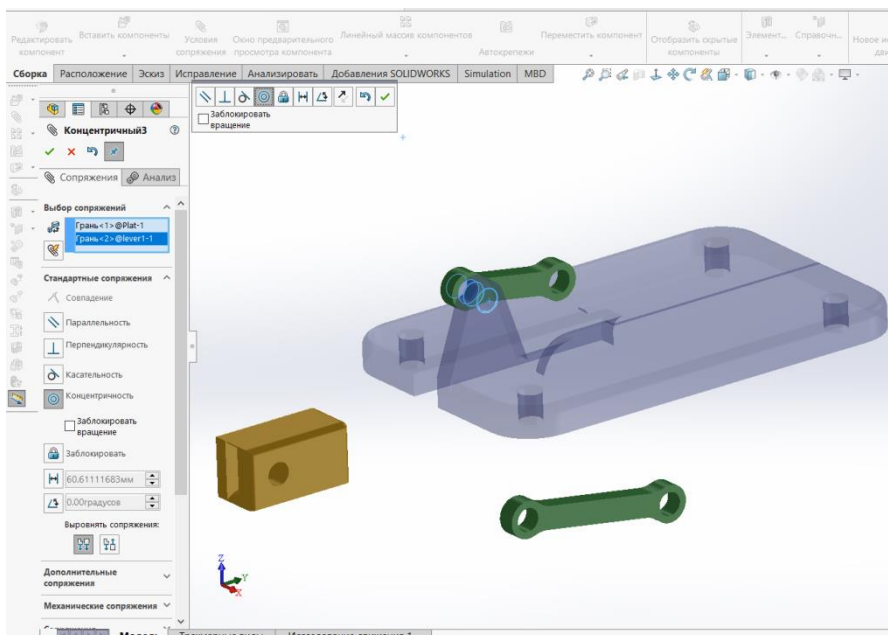 Редактировать компонент
Вставить компоненты
Условия сопряжения
Окно предварительного просмотра компонента
Линейный массив компонентов
Автокрепежи
Переместить компонент
Отобразить скрытые компоненты
Элемент...
Справочн...
Новое
Сборка
Расположение
Эскиз
Исправление
Анализировать
Добавления SOLIDWORKS
Simulation
MBD
Заблокировать
вращение
Концентричный3
Сопряжения
Анализ
Выбор сопряжений
Грань<1>@Plat-1
Грань<2>@lever1-1
Стандартные сопряжения
Совпадение
Параллельность
Перпендикулярность
Касательность
Концентричность
Заблокировать
вращение
Заблокировать
60.61111683мм
0.00градусов
Выровнять сопряжения:
Дополнительные
сопряжения
Механические сопряжения
Z
Y
X
Модель